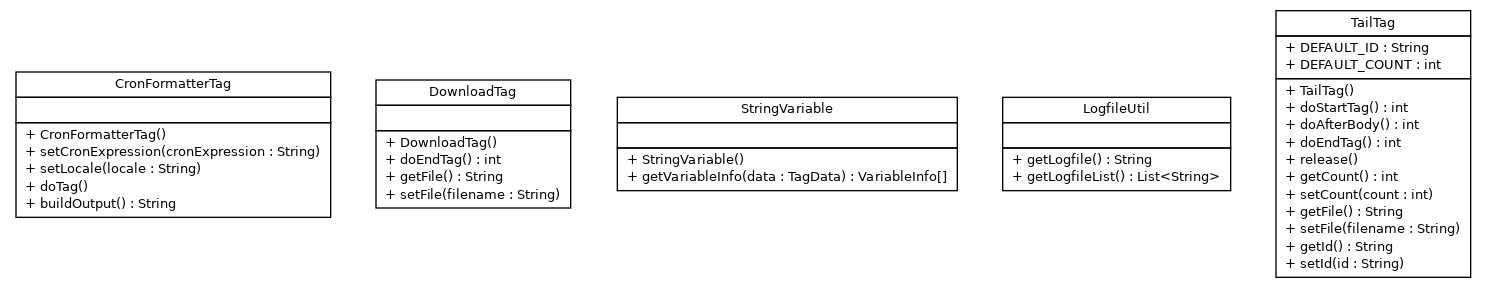 CronFormatterTag
+ CronFormatterTag()
+ setCronExpression(cronExpression : String)
+ setLocale(locale : String)
+ doTag()
+ buildOutput() : String
DownloadTag
+ DownloadTag()
+ doEndTag() : int
+ getFile() : String
+ setFile(filename : String)
StringVariable
+ StringVariable()
+ getVariableInfo(data : TagData) : VariableInfo[]
LogfileUtil
+ getLogfile() : String
+ getLogfileList() : List<String>
TailTag
+ DEFAULT_ID : String
+ DEFAULT_COUNT : int
+ TailTag()
+ doStartTag() : int
+ doAfterBody() : int
+ doEndTag() : int
+ release()
+ getCount() : int
+ setCount(count : int)
+ getFile() : String
+ setFile(filename : String)
+ getId() : String
+ setId(id : String)